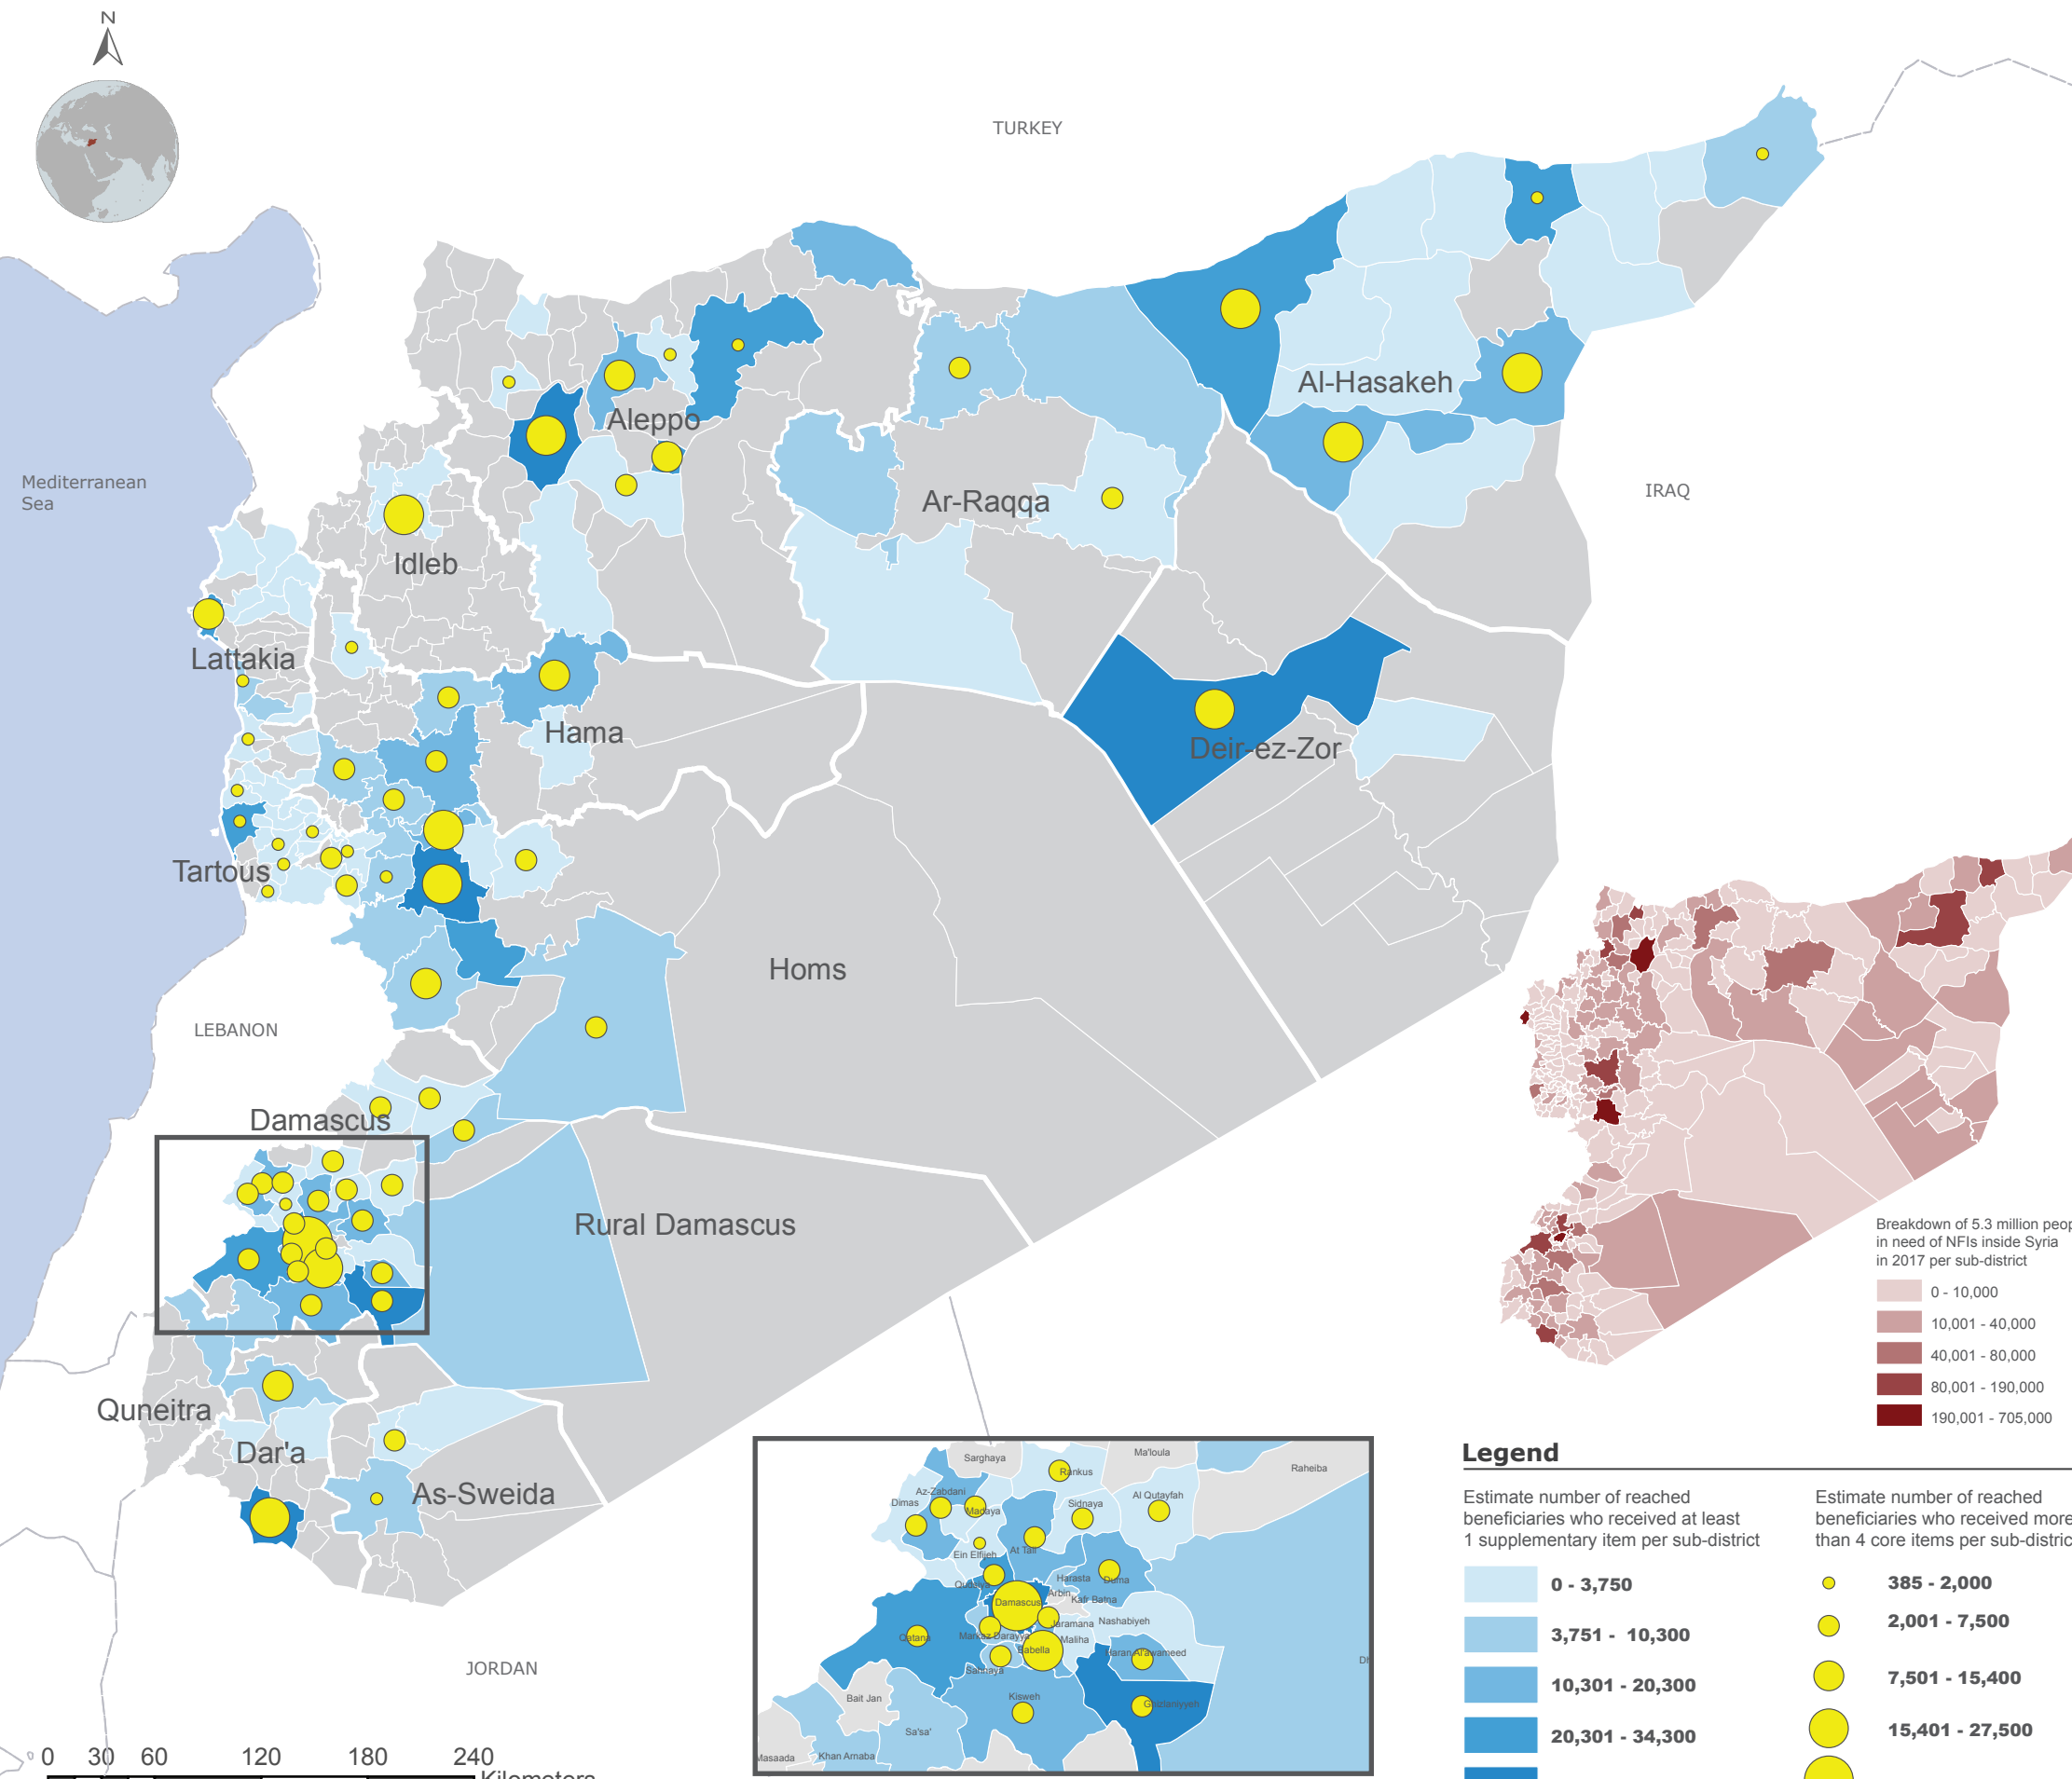 N
TURKEY
Mediterranean
Sea
Al-Hasakeh
Aleppo
IRAQ
Ar-Raqqa
Idleb
Lattakia
Hama
Deir-ez-Zor
Tartous
Homs
LEBANON
Damascus
Rural Damascus
Quneitra
Dar'a
As-Sweida
JORDAN
0 30 60 120 180 240
Kilometers
Breakdown of 5.3 million peop
in need of NFIs inside Syria
in 2017 per sub-district
0 - 10,000
10,001 - 40,000
40,001 - 80,000
80,001 - 190,000
190,001 - 705,000
Sarghaya
Ma'loula
Rankus
Raheiba
Az-Zabdani
Dimas
Madaya
Sidnaya
Al Qutayfah
At Tall
Ein Elfijeh
Harasta
Duma
Qudsiya
Arbin
Kafr Batna
Damascus
Jaramana
Nashabiyeh
Qatana
Markaz Darayya
Maliha
Babella
Haran Al'awameed
Sahnaya
Dh
Bait Jan
Kisweh
Ghizlaniyyeh
Sa'sa'
Masaada
Khan Arnaba
Legend
Estimate number of reached
beneficiaries who received at least
1 supplementary item per sub-district
0 - 3,750
3,751 - 10,300
10,301 - 20,300
20,301 - 34,300
Estimate number of reached
beneficiaries who received more
than 4 core items per sub-distric
385 - 2,000
2,001 - 7,500
7,501 - 15,400
15,401 - 27,500